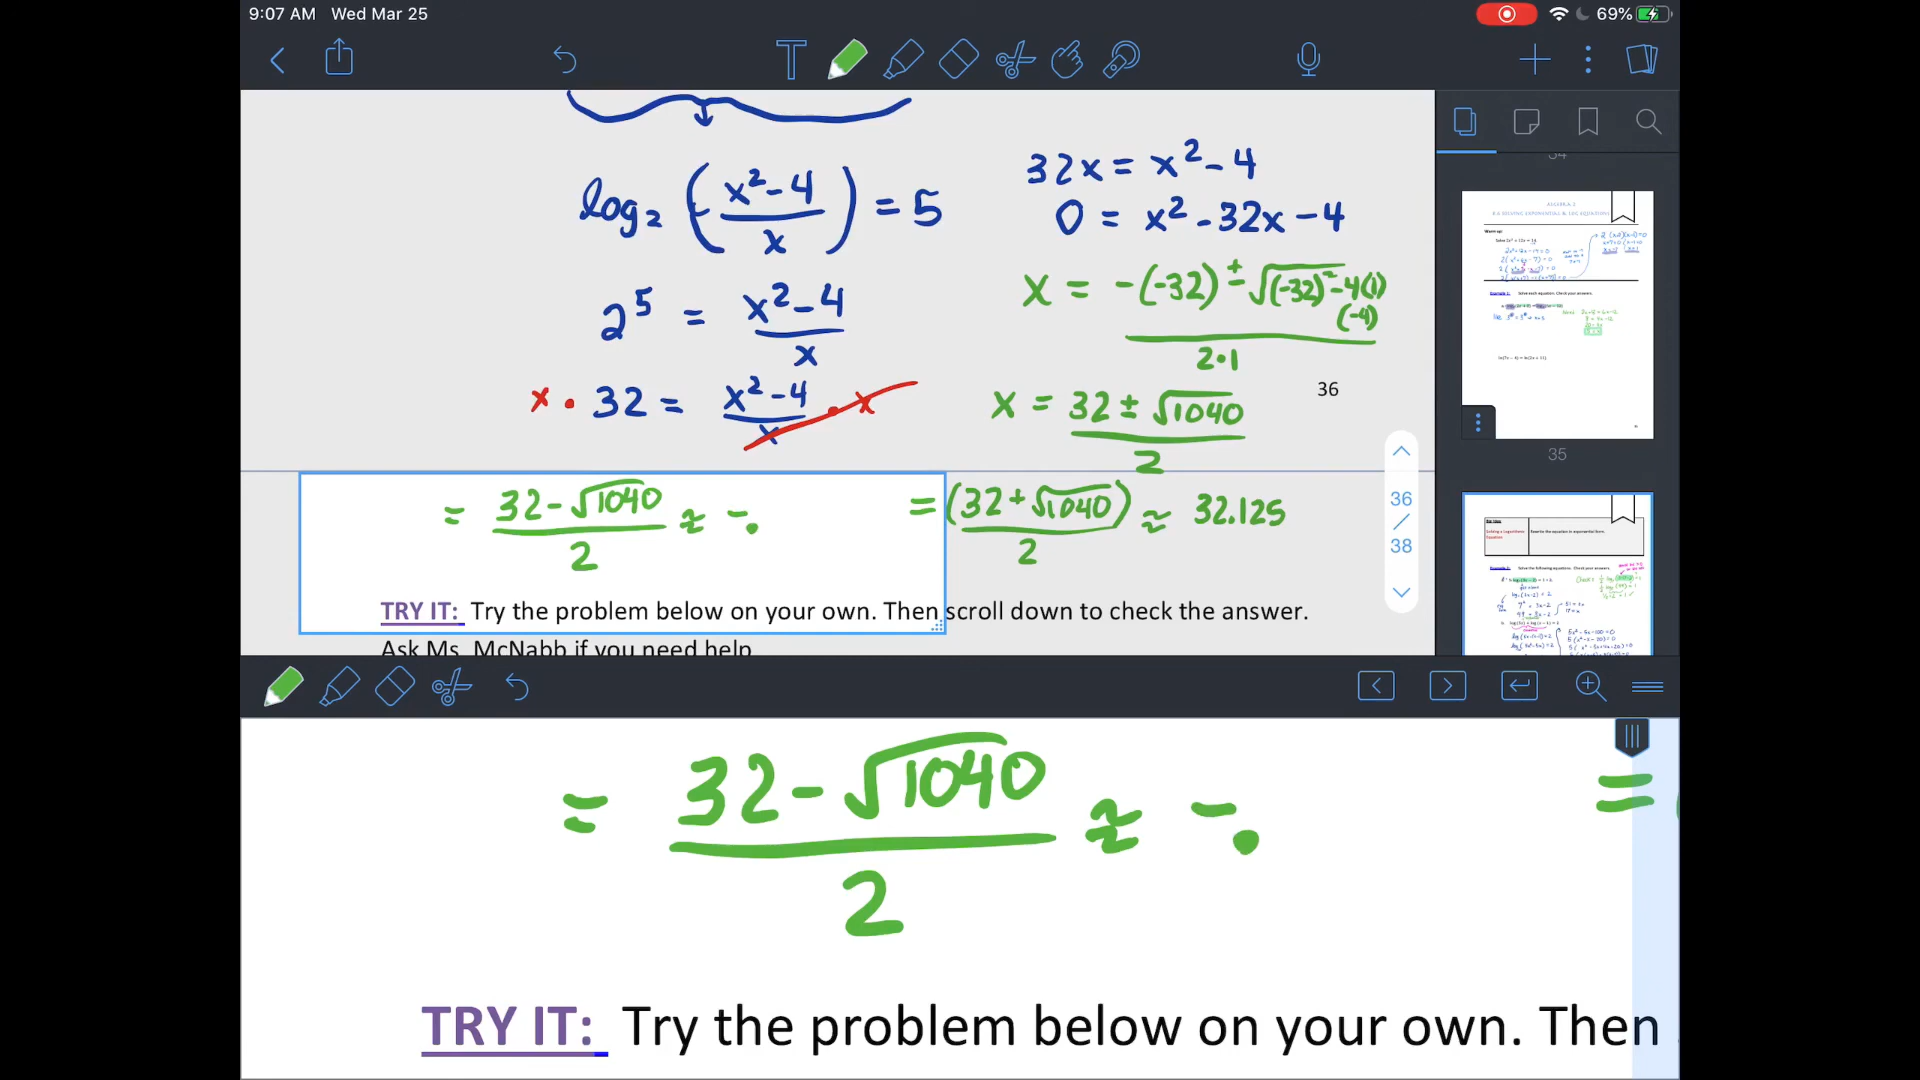 9:07 AM Wed Mar 25
69%
log₂ (x²-4/x) = 5
2⁵ = x²-4/x
x · 32 = x²-4/x · x
32x = x²-4
0 = x²-32x-4
x = -(-32) ± √(-32)²-4(1)(-4) / 2·1
36
x = 32 ± √1040 / 2
= 32-√1040 / 2 ≈ -.
= (32+√1040) / 2 ≈ 32.125
TRY IT: Try the problem below on your own. Then scroll down to check the answer.
Ask Ms. McNabb if you need help
36
/
38
34
35
= 32-√1040 / 2 ≈ -.
=
TRY IT: Try the problem below on your own. Then